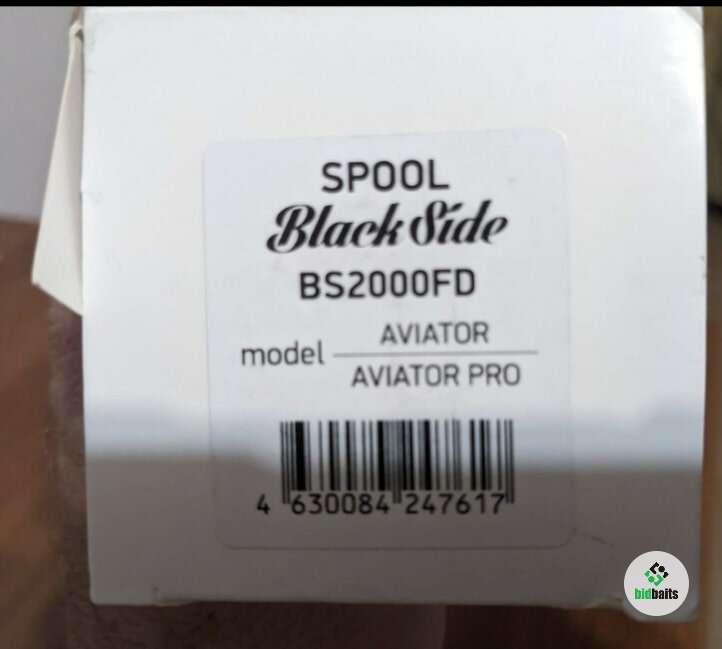 SPOOL
Black Side
BS2000FD
model AVIATOR
AVIATOR PRO
4 630084 247617
bidbaits